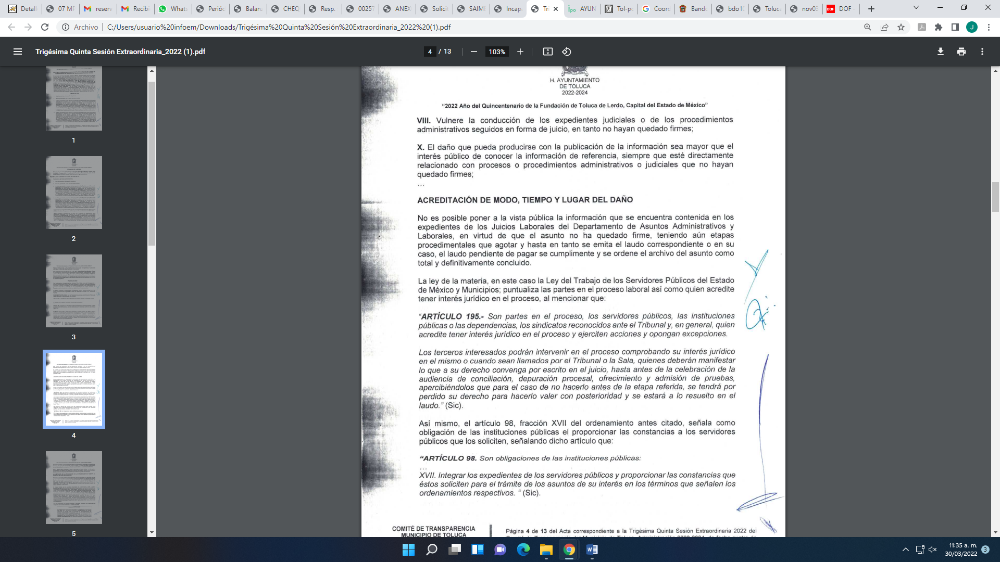 Detall
07 MF
reserv
Recibi
Whats
Periód
Balan:
CHEQ
Resp.
00257
ANEX
Solicit
SAIME
Incap
Tri
AYUN
Tol-po
Coord
Bando
bdo10
Toluca
nov03
DOF -
Archivo
C:/Users/usuario%20infoem/Downloads/Trigésima%20Quinta%20Sesión%20Extraordinaria_2022%20(1).pdf
J
Trigésima Quinta Sesión Extraordinaria_2022 (1).pdf
4 / 13
103%
1
2
3
4
5
H. AYUNTAMIENTO
DE TOLUCA
2022-2024
“2022 Año del Quincentenario de la Fundación de Toluca de Lerdo, Capital del Estado de México”
VIII. Vulnere la conducción de los expedientes judiciales o de los procedimientos
administrativos seguidos en forma de juicio, en tanto no hayan quedado firmes;
X. El daño que pueda producirse con la publicación de la información sea mayor que el
interés público de conocer la información de referencia, siempre que esté directamente
relacionado con procesos o procedimientos administrativos o judiciales que no hayan
quedado firmes;
...
ACREDITACIÓN DE MODO, TIEMPO Y LUGAR DEL DAÑO
No es posible poner a la vista pública la información que se encuentra contenida en los
expedientes de los Juicios Laborales del Departamento de Asuntos Administrativos y
Laborales, en virtud de que el asunto no ha quedado firme, teniendo aún etapas
procedimentales que agotar y hasta en tanto se emita el laudo correspondiente o en su
caso, el laudo pendiente de pagar se cumplimente y se ordene el archivo del asunto como
total y definitivamente concluido.
La ley de la materia, en este caso la Ley del Trabajo de los Servidores Públicos del Estado
de México y Municipios; puntualiza las partes en el proceso laboral así como quien acredite
tener interés jurídico en el proceso, al mencionar que:
“ARTÍCULO 195.- Son partes en el proceso, los servidores públicos, las instituciones
públicas o las dependencias, los sindicatos reconocidos ante el Tribunal y, en general, quien
acredite tener interés jurídico en el proceso y ejerciten acciones y opongan excepciones.
Los terceros interesados podrán intervenir en el proceso comprobando su interés jurídico
en el mismo o cuando sean llamados por el Tribunal o la Sala, quienes deberán manifestar
lo que a su derecho convenga por escrito en el juicio, hasta antes de la celebración de la
audiencia de conciliación, depuración procesal, ofrecimiento y admisión de pruebas,
apercibiéndolos que para el caso de no hacerlo antes de la etapa referida, se tendrá por
perdido su derecho para hacerlo valer con posterioridad y se estará a lo resuelto en el
laudo.” (Sic).
Así mismo, el artículo 98, fracción XVII del ordenamiento antes citado, señala como
obligación de las instituciones públicas el proporcionar las constancias a los servidores
públicos que los soliciten, señalando dicho artículo que:
“ARTÍCULO 98. Son obligaciones de las instituciones públicas:
...
XVII. Integrar los expedientes de los servidores públicos y proporcionar las constancias que
éstos soliciten para el trámite de los asuntos de su interés en los términos que señalen los
ordenamientos respectivos. “ (Sic).
COMITÉ DE TRANSPARENCIA
MUNICIPIO DE TOLUCA
Página 4 de 13 del Acta correspondiente a la Trigésima Quinta Sesión Extraordinaria 2022 del
11:35 a. m.
30/03/2022
3